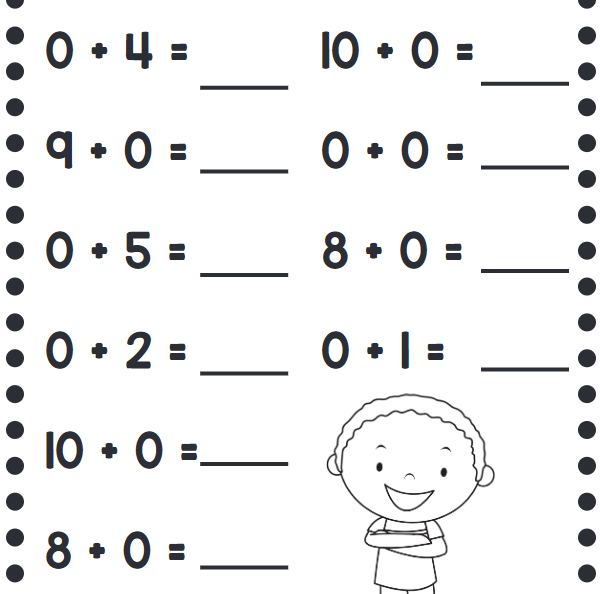 0 + 4 = ____
10 + 0 = ____
9 + 0 = ____
0 + 0 = ____
0 + 5 = ____
8 + 0 = ____
0 + 2 = ____
0 + 1 = ____
10 + 0 = ____
8 + 0 = ____